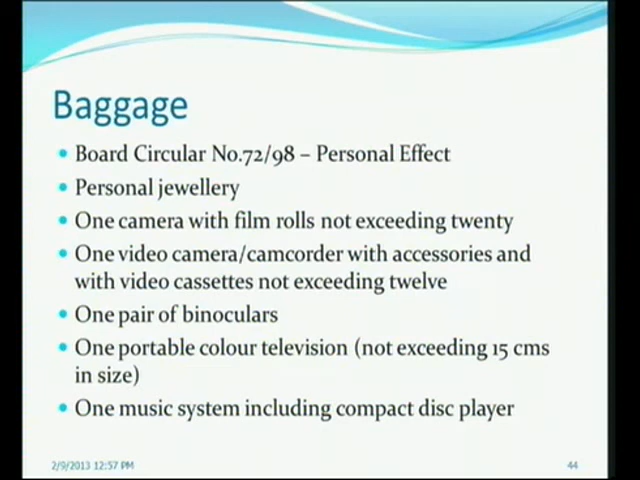 Baggage
Board Circular No.72/98 – Personal Effect
Personal jewellery
One camera with film rolls not exceeding twenty
One video camera/camcorder with accessories and
with video cassettes not exceeding twelve
One pair of binoculars
One portable colour television (not exceeding 15 cms
in size)
One music system including compact disc player
2/9/2013 12:57 PM
44